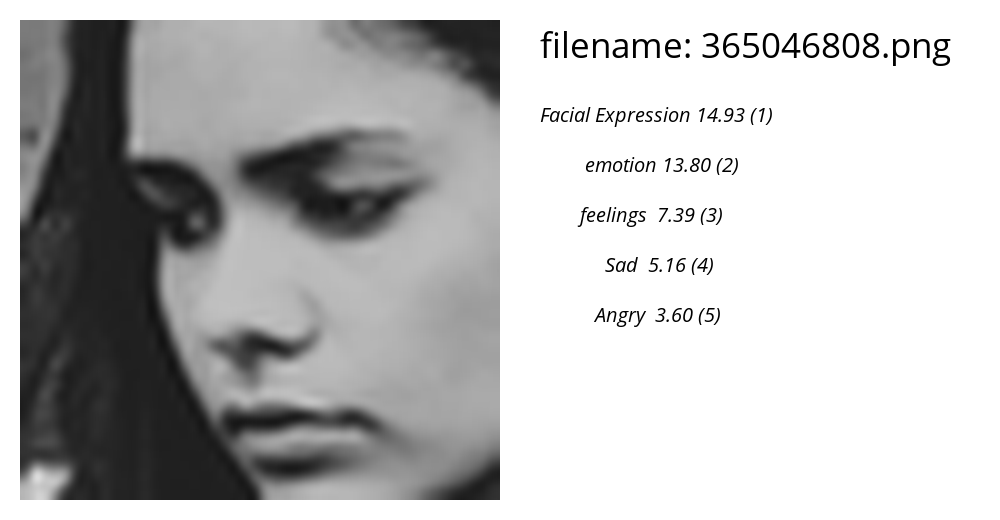 filename: 365046808.png
Facial Expression 14.93 (1)
emotion 13.80 (2)
feelings 7.39 (3)
Sad 5.16 (4)
Angry 3.60 (5)